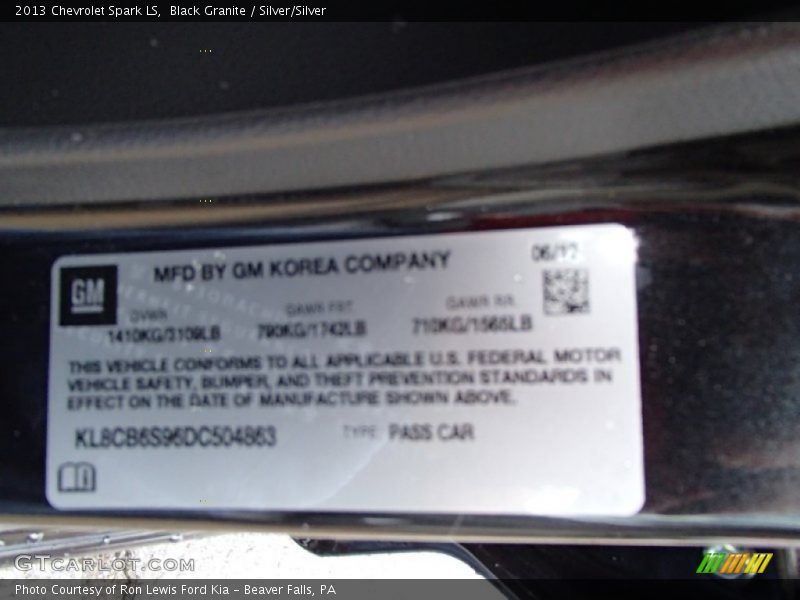 2013 Chevrolet Spark LS,  Black Granite / Silver/Silver
MFD BY GM KOREA COMPANY
06/12
GM
GVWR
GAWR FRT
GAWR RR
1410KG/3109LB
790KG/1742LB
710KG/1565LB
THIS VEHICLE CONFORMS TO ALL APPLICABLE U.S. FEDERAL MOTOR
VEHICLE SAFETY, BUMPER, AND THEFT PREVENTION STANDARDS IN
EFFECT ON THE DATE OF MANUFACTURE SHOWN ABOVE.
KL8CB6S96DC504863
TYPE: PASS CAR
GTcarlot.com
Photo Courtesy of Ron Lewis Ford Kia - Beaver Falls, PA